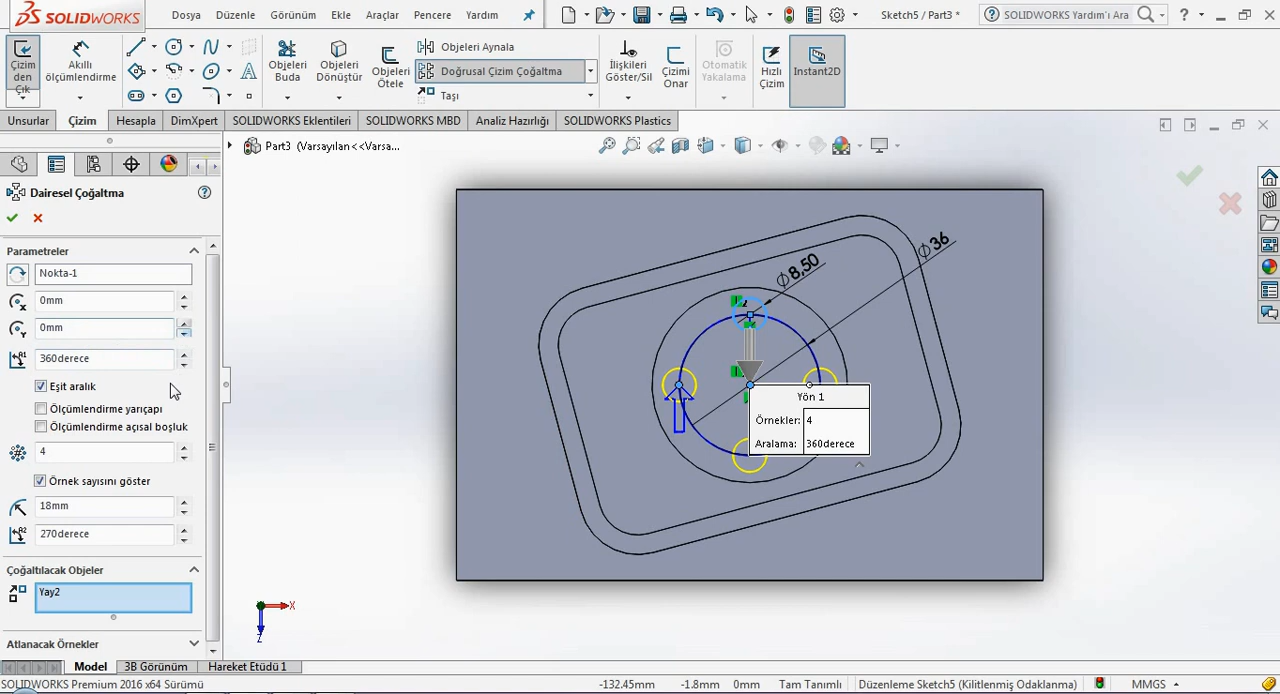 SOLIDWORKS
Dosya Düzenle Görünüm Ekle Araçlar Pencere Yardım
Sketch5 / Part3 *
SOLIDWORKS Yardım'ı Ara
Çizim den Çık
Akıllı ölçümlendirme
Objeleri Buda
Objeleri Dönüştür
Objeleri Ötele
Objeleri Aynala
Doğrusal Çizim Çoğaltma
Taşı
İlişkileri Göster/Sil
Çizimi Onar
Otomatik Yakalama
Hızlı Çizim
Instant2D
Unsurlar Çizim Hesapla DimXpert SOLIDWORKS Eklentileri SOLIDWORKS MBD Analiz Hazırlığı SOLIDWORKS Plastics
Part3 (Varsayılan<<Varsa...
Dairesel Çoğaltma
Parametreler
Nokta-1
0mm
0mm
360derece
Eşit aralık
Ölçümlendirme yarıçapı
Ölçümlendirme açısal boşluk
4
Örnek sayısını göster
18mm
270derece
Çoğaltılacak Objeler
Yay2
Atlanacak Örnekler
Ø36
Ø8,50
Yön 1
Örnekler: 4
Aralama: 360derece
X
Z
Model 3B Görünüm Hareket Etüdü 1
SOLIDWORKS Premium 2016 x64 Sürümü
-132.45mm -1.8mm 0mm Tam Tanımlı Düzenleme Sketch5 (Kilitlenmiş Odaklanma) MMGS